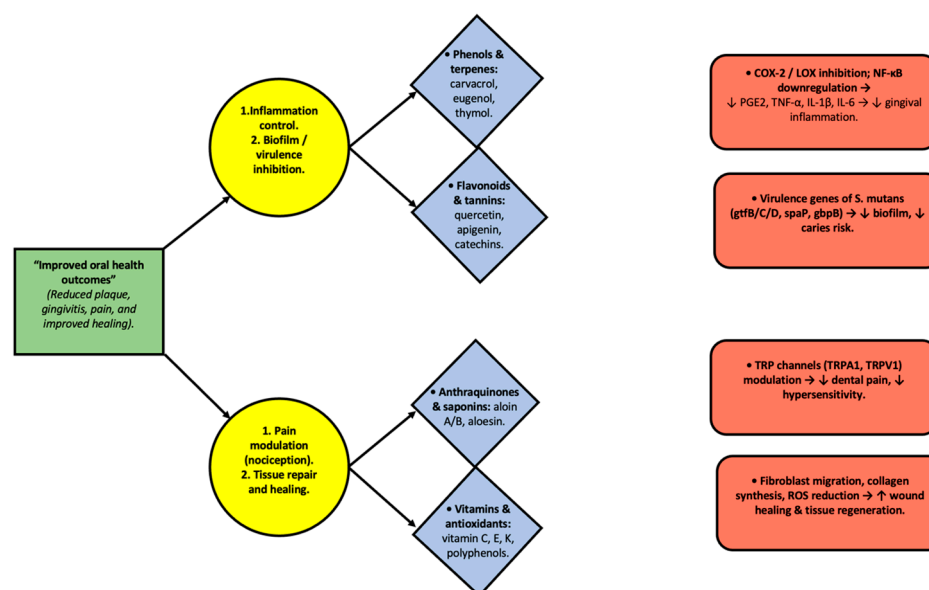 • Phenols &
terpenes:
carvacrol,
eugenol,
thymol.
• COX-2 / LOX inhibition; NF-κB
downregulation →
↓ PGE2, TNF-α, IL-1β, IL-6 → ↓ gingival
inflammation.
1.Inflammation
control.
2. Biofilm /
virulence
inhibition.
• Flavonoids
& tannins:
quercetin,
apigenin,
catechins.
• Virulence genes of S. mutans
(gtfB/C/D, spaP, gbpB) → ↓ biofilm, ↓
caries risk.
“Improved oral health
outcomes”
(Reduced plaque,
gingivitis, pain, and
improved healing).
• Anthraquinones
& saponins: aloin
A/B, aloesin.
• TRP channels (TRPA1, TRPV1)
modulation → ↓ dental pain, ↓
hypersensitivity.
1. Pain
modulation
(nociception).
2. Tissue repair
and healing.
• Vitamins &
antioxidants:
vitamin C, E, K,
polyphenols.
• Fibroblast migration, collagen
synthesis, ROS reduction → ↑ wound
healing & tissue regeneration.